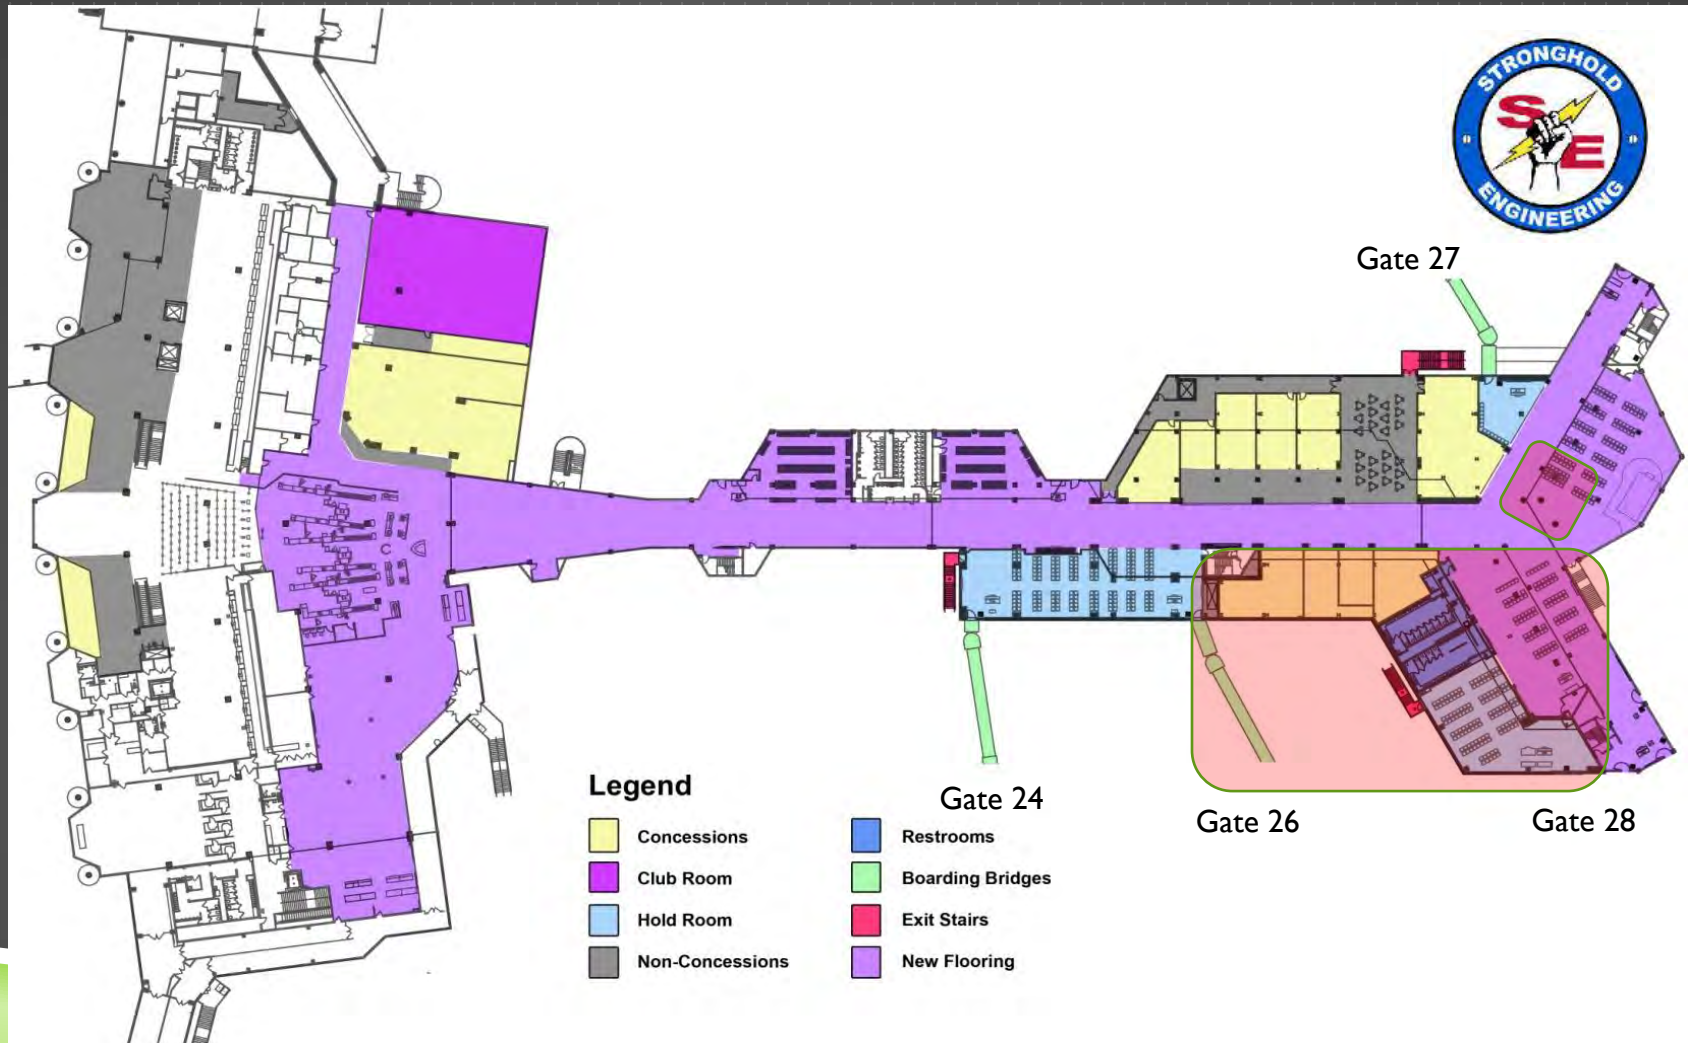 STRONGHOLD
S
E
ENGINEERING
Gate 27
Gate 24
Gate 26
Gate 28
Legend
Concessions
Club Room
Hold Room
Non-Concessions
Restrooms
Boarding Bridges
Exit Stairs
New Flooring